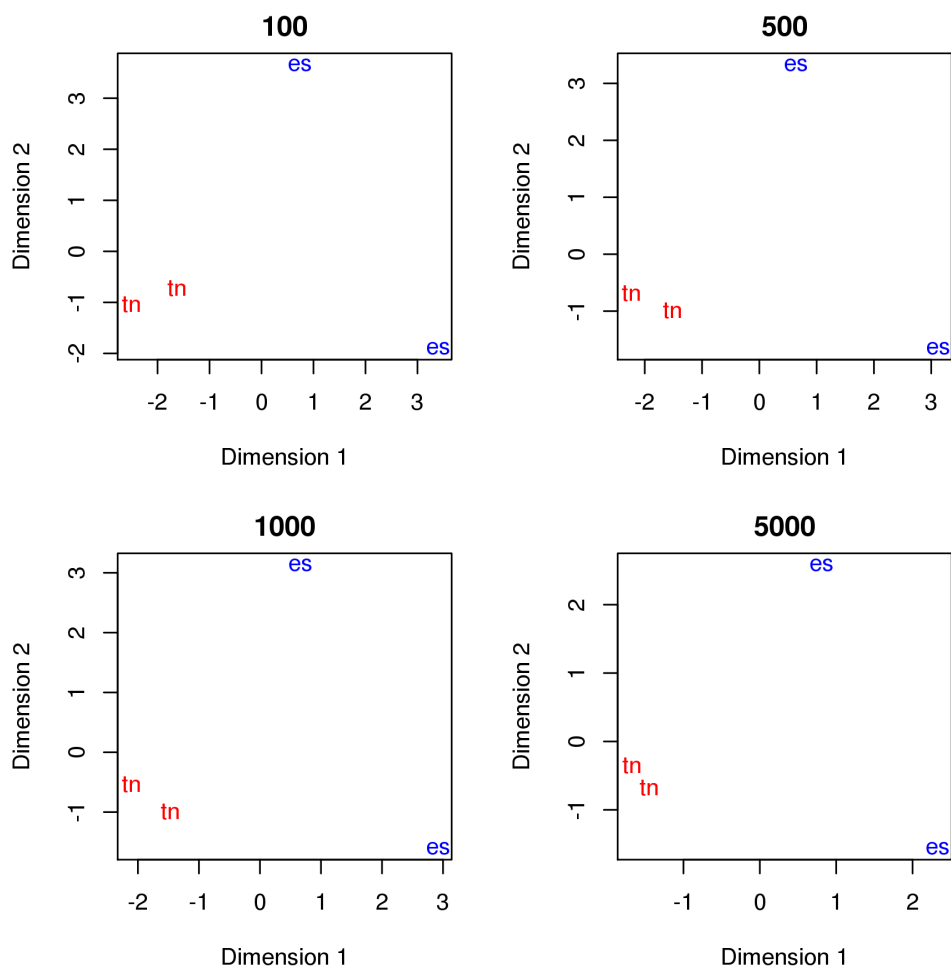 100
es
3
2
1
0
-1
-2
Dimension 2
tn
tn
es
-2 -1 0 1 2 3
Dimension 1
500
es
3
2
1
0
-1
Dimension 2
tn
tn
es
-2 -1 0 1 2 3
Dimension 1
1000
es
3
2
1
0
-1
Dimension 2
tn
tn
es
-2 -1 0 1 2 3
Dimension 1
5000
es
2
1
0
-1
Dimension 2
tn
tn
es
-1 0 1 2
Dimension 1